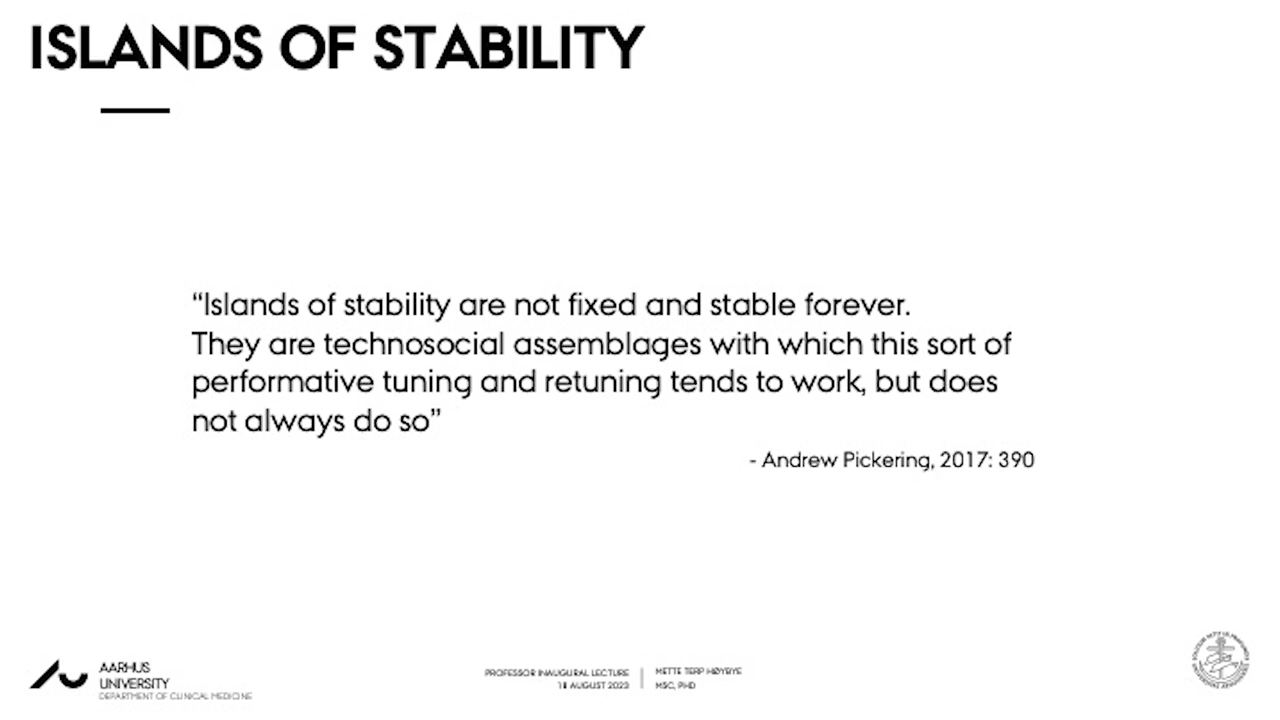 ISLANDS OF STABILITY
“Islands of stability are not fixed and stable forever.
They are technosocial assemblages with which this sort of
performative tuning and retuning tends to work, but does
not always do so”
- Andrew Pickering, 2017: 390
AARHUS
UNIVERSITY
DEPARTMENT OF CLINICAL MEDICINE
PROFESSOR INAUGURAL LECTURE
18 AUGUST 2023
METTE TERP HØYBYE
MSC, PHD